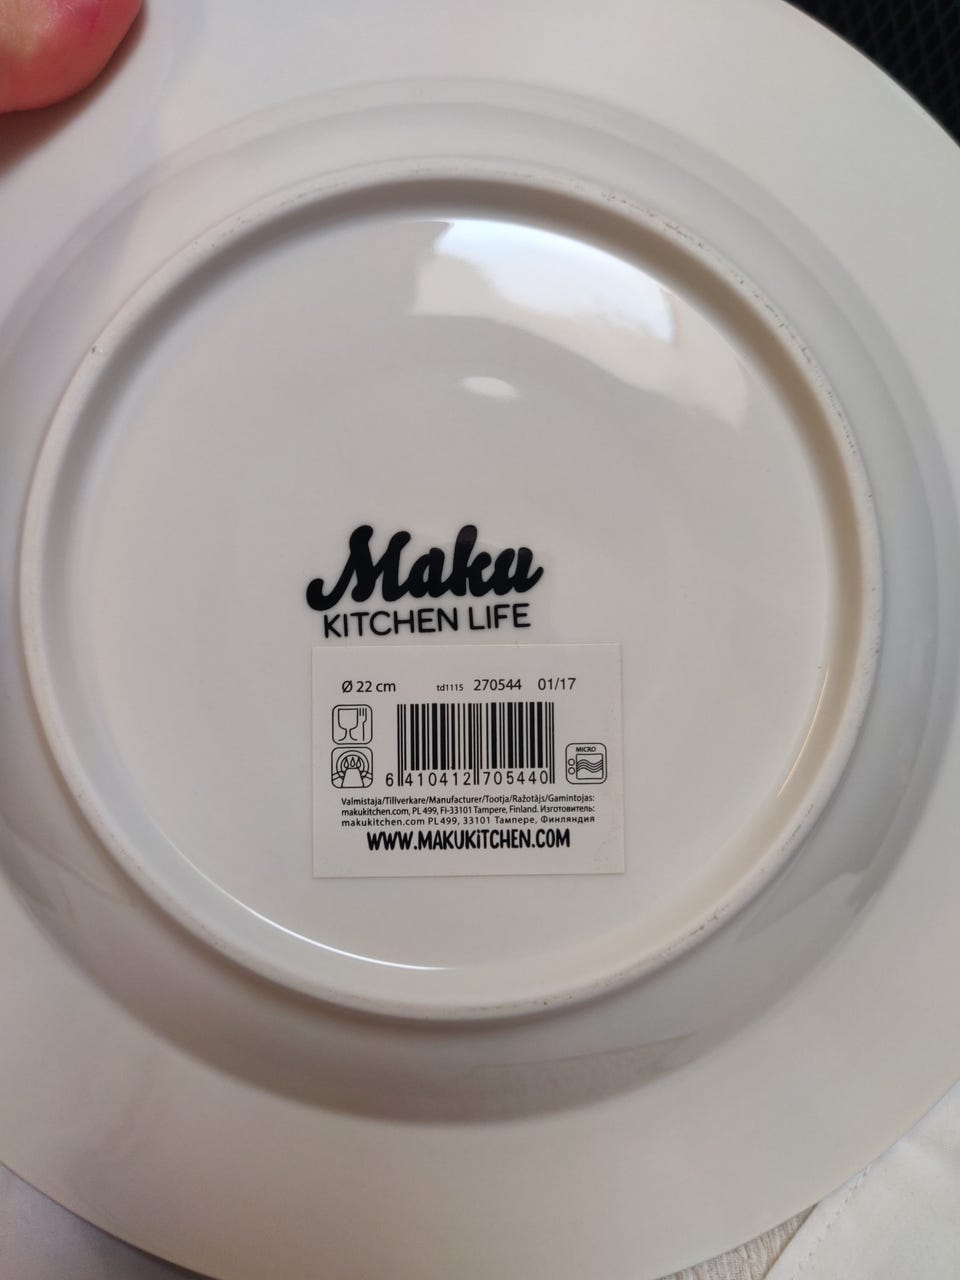 Maku
KITCHEN LIFE
Ø 22 cm td1115 270544 01/17
MICRO
6 410412 705440
Valmistaja/Tillverkare/Manufacturer/Tootja/Ražotājs/Gamintojas:
makukitchen.com, PL 499, FI-33101 Tampere, Finland. Изготовитель:
makukitchen.com PL 499, 33101 Тампере, Финляндия
WWW.MAKUKiTCHEN.COM